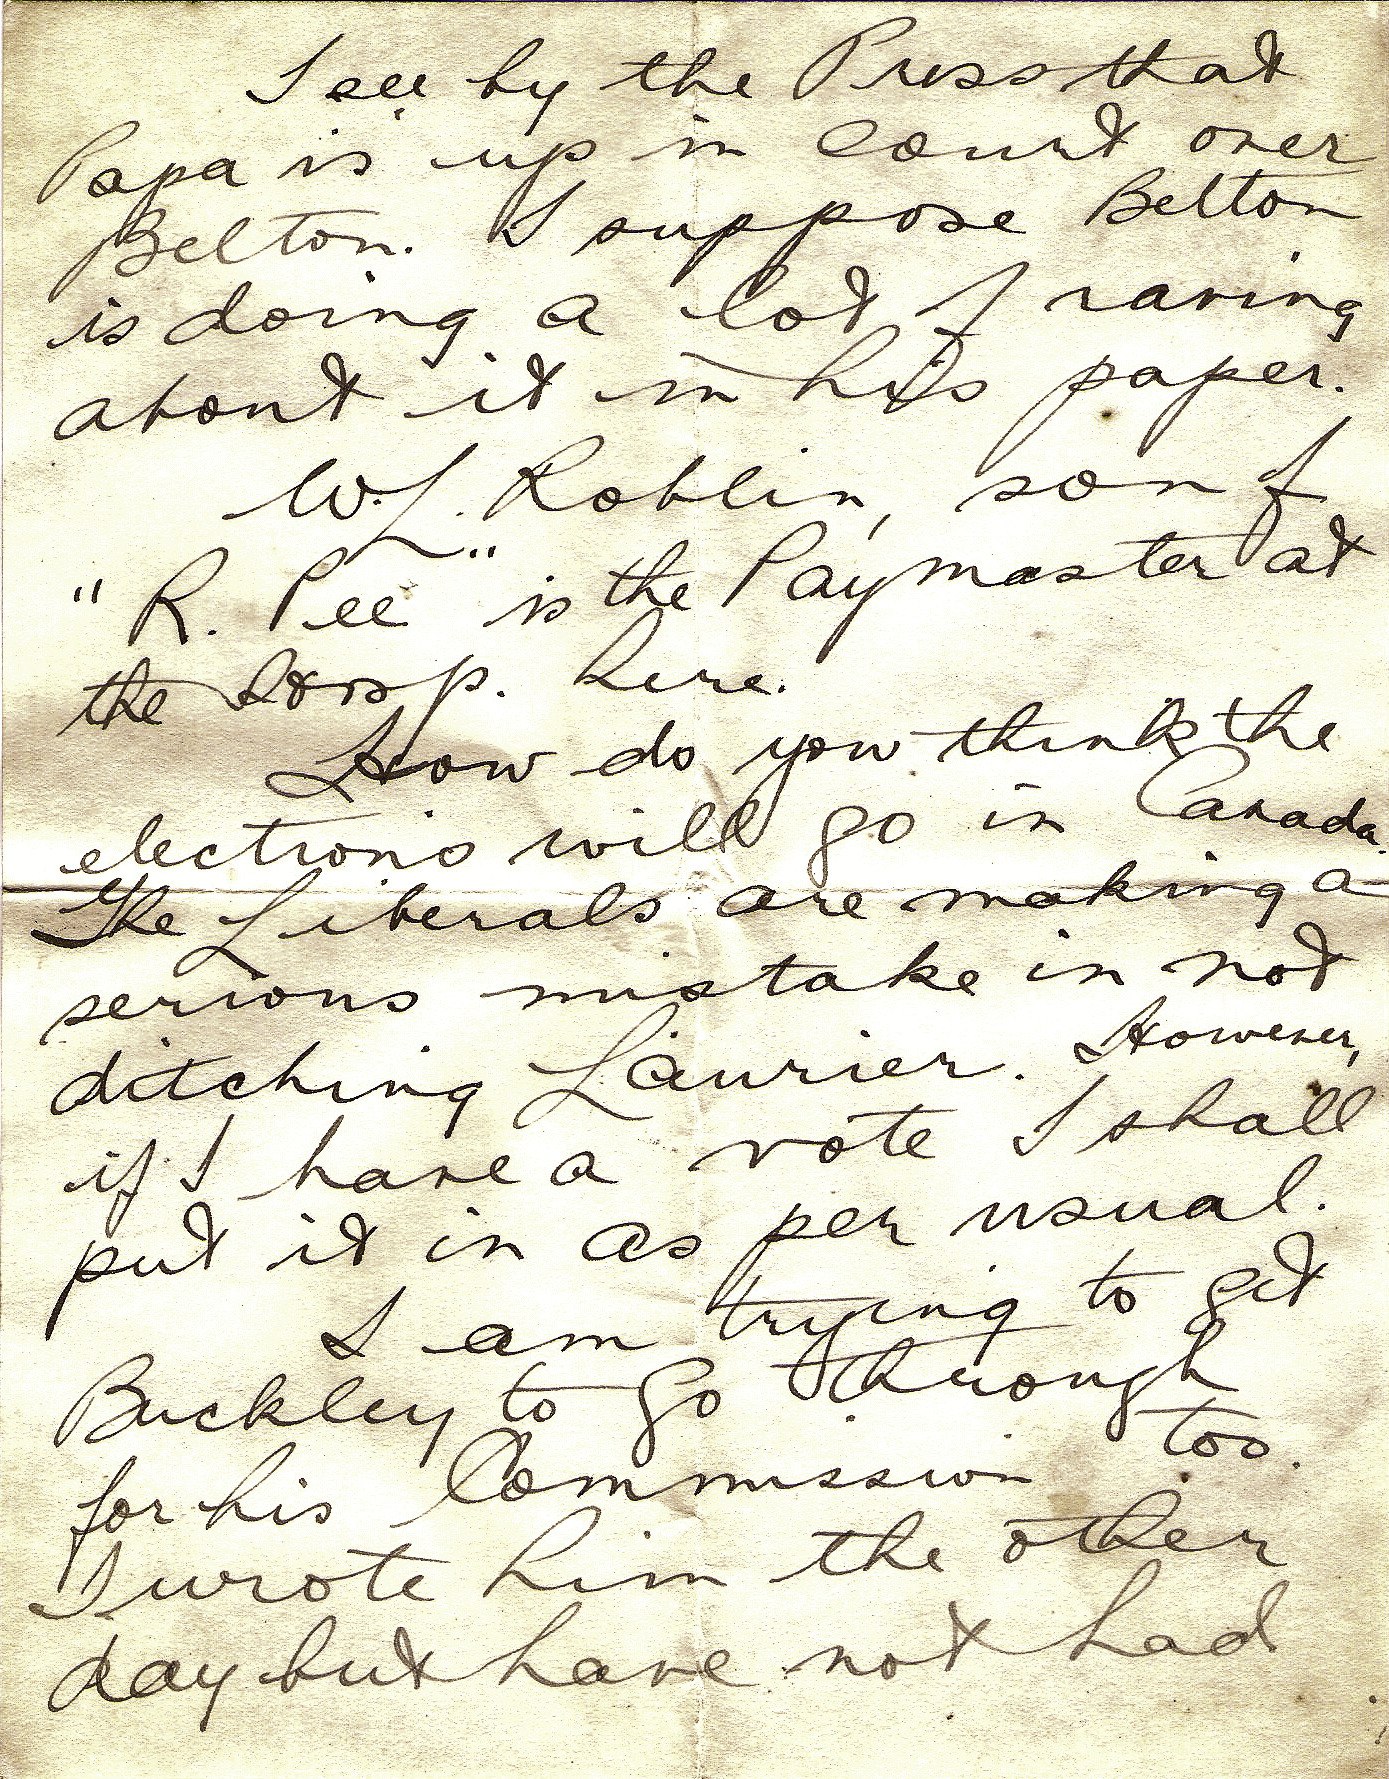 I see by the Press that
Papa is up in Court over
Belton. I suppose Belton
is doing a lot of raving
about it in his paper.
W. L. Roblin, son of
"R. Pee" is the Paymaster at
the Hosp. here.
How do you think the
elections will go in Canada.
The Liberals are making a
serious mistake in not
ditching Laurier. However,
if I have a vote I shall
put it in as per usual.
I am trying to get
Buckley to go through
for his Commission too.
I wrote him the other
day but have not had